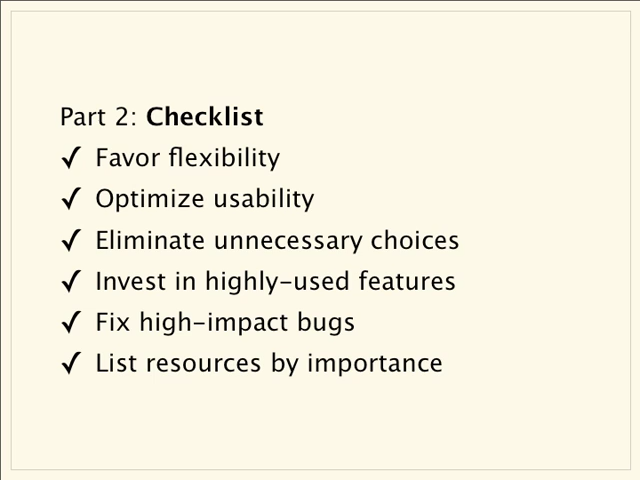 Part 2: Checklist
✓ Favor flexibility
✓ Optimize usability
✓ Eliminate unnecessary choices
✓ Invest in highly-used features
✓ Fix high-impact bugs
✓ List resources by importance